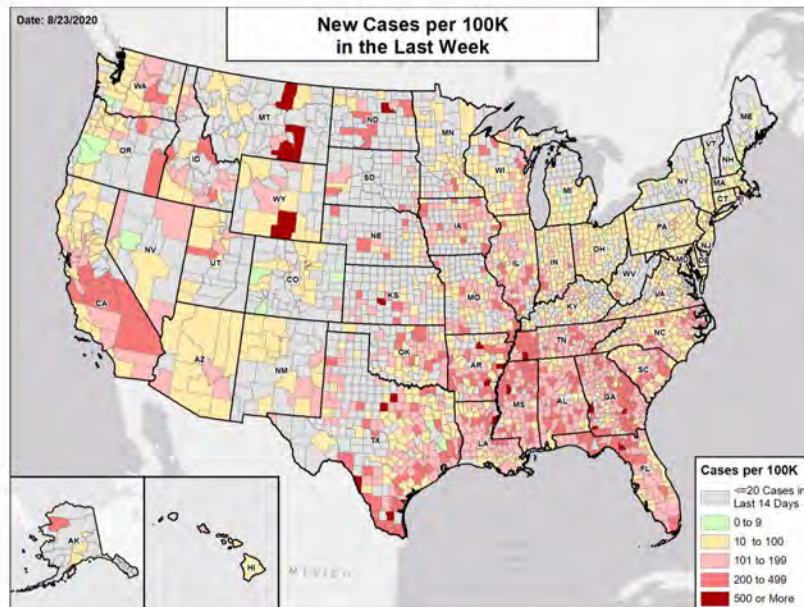 Date: 8/23/2020
New Cases per 100K
in the Last Week
WA
MT
ND
MN
ME
OR
ID
WI
VT
NH
SD
MI
NY
MA
WY
CT
RI
IA
PA
NE
NJ
NV
OH
MD
DE
UT
IL
IN
CO
WV
CA
KS
MO
VA
KY
NC
TN
AZ
OK
NM
AR
SC
MS
AL
GA
TX
LA
FL
AK
HI
MEXICO
Cases per 100K
<=20 Cases in
Last 14 Days
0 to 9
10 to 100
101 to 199
200 to 499
500 or More